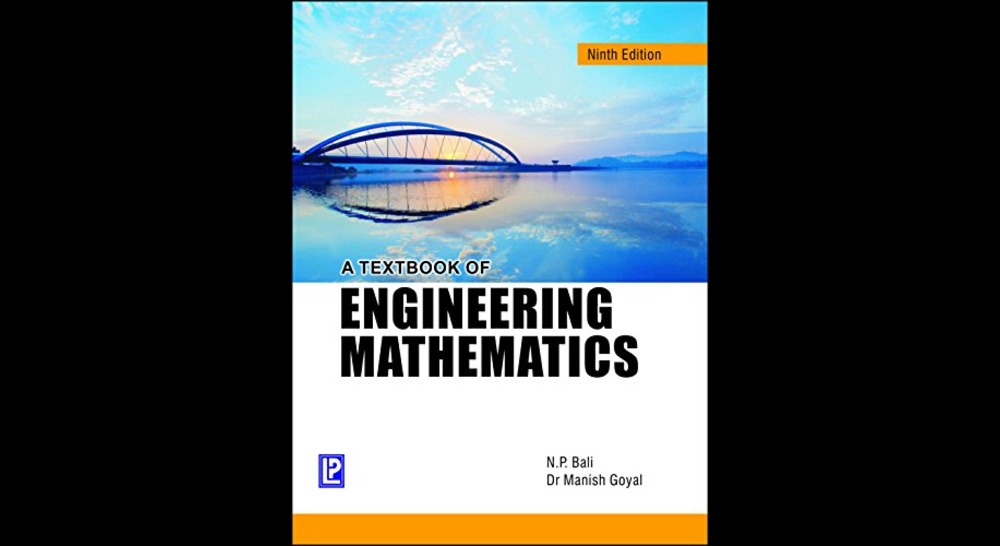 Ninth Edition
A TEXTBOOK OF
ENGINEERING
MATHEMATICS
LP
N.P. Bali
Dr Manish Goyal